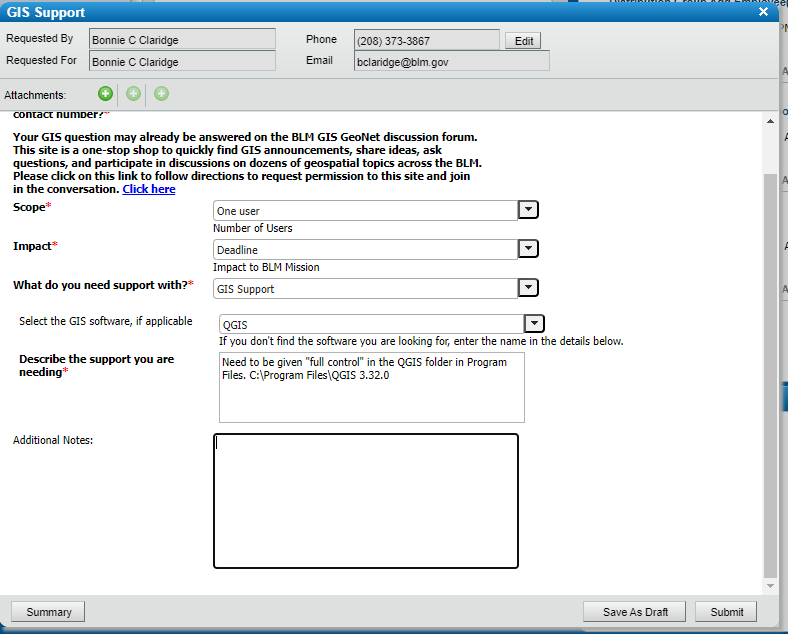 GIS Support
Requested By Bonnie C Claridge Phone (208) 373-3867 Edit
Requested For Bonnie C Claridge Email bclaridge@blm.gov
Attachments:
contact number?*
Your GIS question may already be answered on the BLM GIS GeoNet discussion forum.
This site is a one-stop shop to quickly find GIS announcements, share ideas, ask
questions, and participate in discussions on dozens of geospatial topics across the BLM.
Please click on this link to follow directions to request permission to this site and join
in the conversation. Click here
Scope* One user
Number of Users
Impact* Deadline
Impact to BLM Mission
What do you need support with?* GIS Support
Select the GIS software, if applicable QGIS
If you don't find the software you are looking for, enter the name in the details below.
Describe the support you are
needing*
Need to be given "full control" in the QGIS folder in Program
Files. C:\Program Files\QGIS 3.32.0
Additional Notes:
Summary Save As Draft Submit